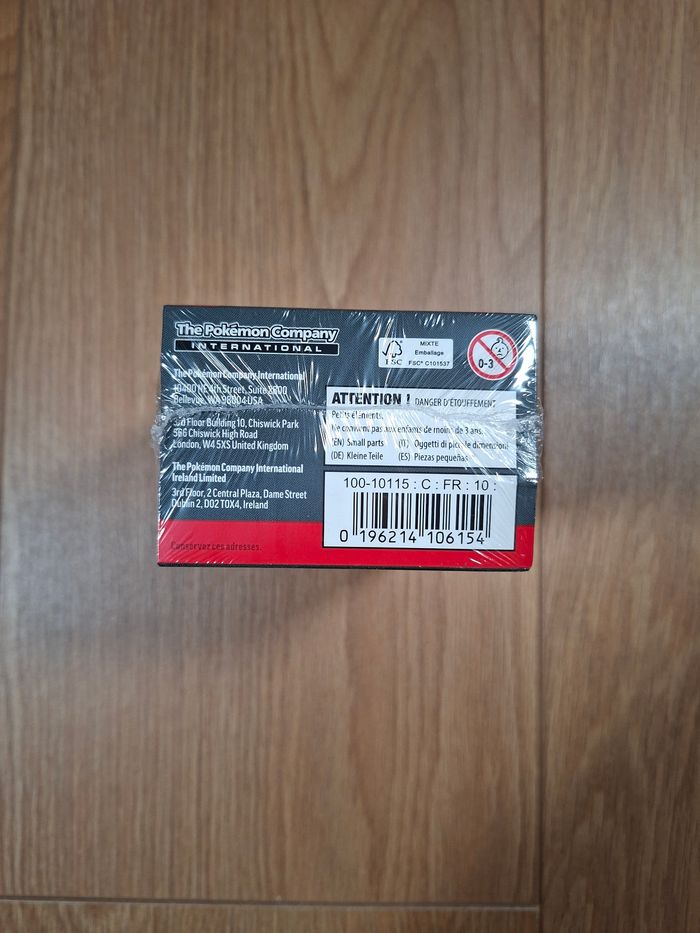 The Pokémon Company
INTERNATIONAL
The Pokémon Company International
10400 NE 4th Street, Suite 2800
Bellevue, WA 98004 USA
3rd Floor Building 10, Chiswick Park
566 Chiswick High Road
London, W4 5XS United Kingdom
The Pokémon Company International
Ireland Limited
3rd Floor, 2 Central Plaza, Dame Street
Dublin 2, D02 T0X4, Ireland
Conservez ces adresses.
FSC
MIXTE
Emballage
FSC® C101537
0-3
ATTENTION ! DANGER D'ÉTOUFFEMENT
Petits éléments.
Ne convient pas aux enfants de moins de 3 ans.
(EN) Small parts (IT) Oggetti di piccole dimensioni
(DE) Kleine Teile (ES) Piezas pequeñas
100-10115 : C : FR : 10 :
0 196214 106154